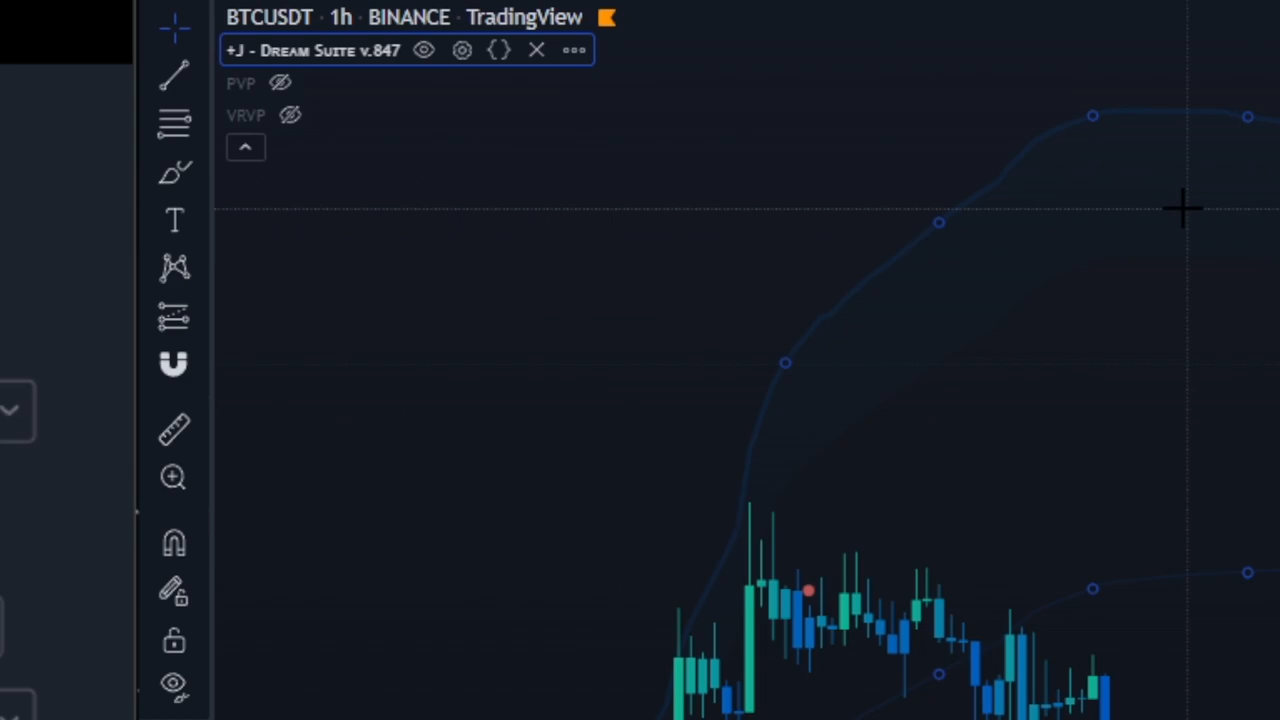 BTCUSDT · 1h · BINANCE · TradingView
+J - Dream Suite v.847
PVP
VRVP